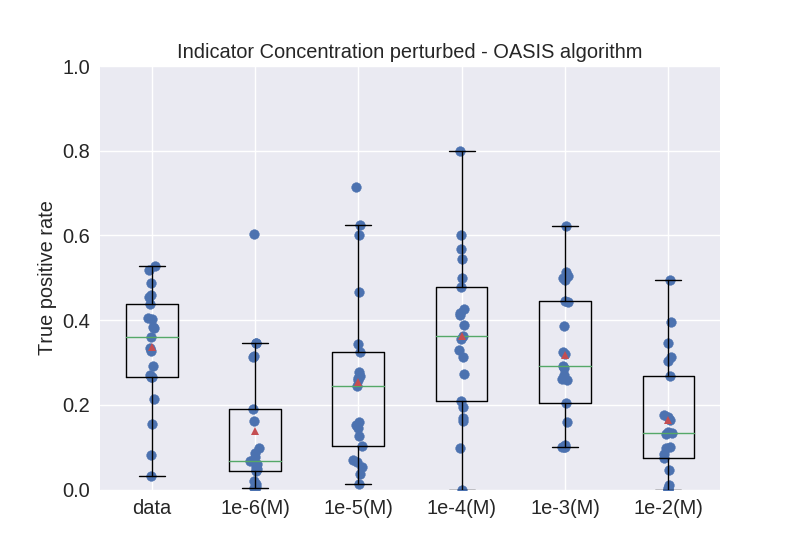 Indicator Concentration perturbed - OASIS algorithm
True positive rate
1.0
0.8
0.6
0.4
0.2
0.0
data 1e-6(M) 1e-5(M) 1e-4(M) 1e-3(M) 1e-2(M)